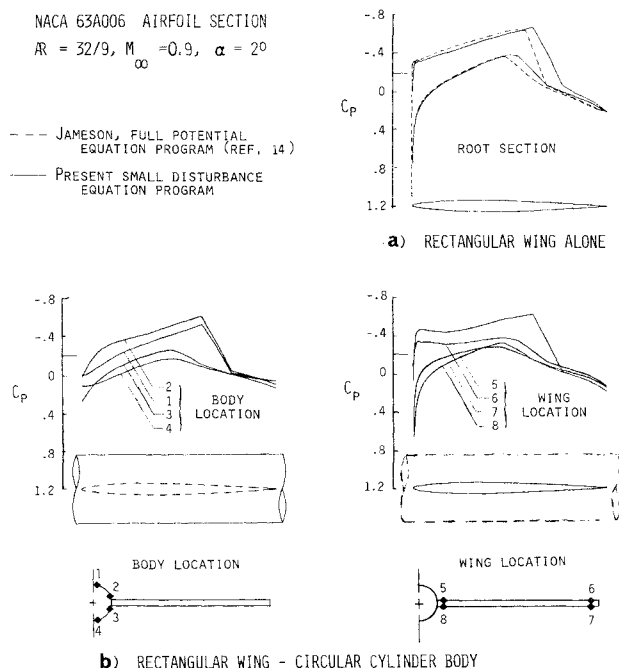 NACA 63A006 AIRFOIL SECTION
AR = 32/9, M∞ =0.9, α = 2º
--- JAMESON, FULL POTENTIAL
EQUATION PROGRAM (REF. 14)
— PRESENT SMALL DISTURBANCE
EQUATION PROGRAM
-.8
-.4
0
CP
.4
.8
1.2
ROOT SECTION
a) RECTANGULAR WING ALONE
-.8
-.4
0
CP
.4
.8
1.2
2
1
3
4
BODY
LOCATION
-.8
-.4
0
CP
.4
.8
1.2
5
6
7
8
WING
LOCATION
BODY LOCATION
1
2
3
4
WING LOCATION
5
6
8
7
b) RECTANGULAR WING - CIRCULAR CYLINDER BODY